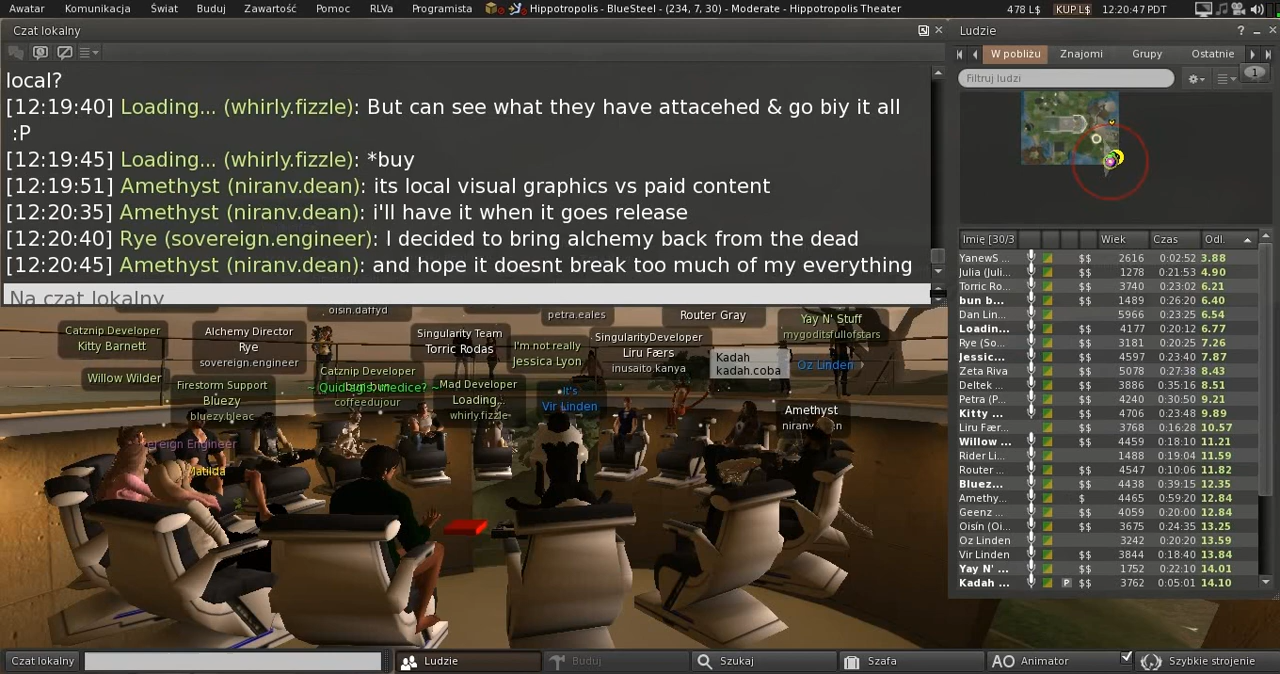 Awatar Komunikacja Świat Buduj Zawartość Pomoc RLVa Programista Hippotropolis - BlueSteel - (234, 7, 30) - Moderate - Hippotropolis Theater 478 L$ KUP L$ 12:20:47 PDT
Czat lokalny
local?
[12:19:40] Loading... (whirly.fizzle): But can see what they have attacehed & go biy it all
:P
[12:19:45] Loading... (whirly.fizzle): *buy
[12:19:51] Amethyst (niranv.dean): its local visual graphics vs paid content
[12:20:35] Amethyst (niranv.dean): i'll have it when it goes release
[12:20:40] Rye (sovereign.engineer): I decided to bring alchemy back from the dead
[12:20:45] Amethyst (niranv.dean): and hope it doesnt break too much of my everything
Na czat lokalny
Ludzie ?
W pobliżu Znajomi Grupy Ostatnie
Filtruj ludzi 1
Imię [30/3 Wiek Czas Odl.
YanewS ... $$ 2616 0:02:52 3.88
Julia (Juli... $$ 1278 0:21:53 4.90
Torric Ro... $$ 3740 0:23:02 6.21
bun b... $$ 1489 0:26:20 6.40
Dan Lin... 5966 0:23:25 6.54
Loadin... $$ 4177 0:20:12 6.77
Rye (So... $$ 3181 0:20:25 7.26
Jessic... $$ 4597 0:23:40 7.87
Zeta Riva $$ 5078 0:27:38 8.43
Deltek ... $$ 3886 0:35:16 8.51
Petra (P... $$ 4240 0:30:50 9.21
Kitty ... $$ 4706 0:23:48 9.89
Liru Fær... $$ 3768 0:16:28 10.57
Willow ... $$ 4459 0:18:10 11.21
Rider Li... 1488 0:19:04 11.59
Router ... $$ 4547 0:10:06 11.82
Bluez... $$ 4438 0:39:15 12.35
Amethy... $ 4465 0:59:20 12.84
Geenz ... $$ 4059 0:20:00 12.84
Oisín (Oi... $$ 3675 0:24:35 13.25
Oz Linden 3242 0:20:20 13.59
Vir Linden $$ 3844 0:18:40 13.84
Yay N' ... $$ 1752 0:22:10 14.01
Kadah ... P $$ 3762 0:05:01 14.10
oisin.daffyd
petra.eales
Router Gray
Catznip Developer
Kitty Barnett
Alchemy Director
Rye
sovereign.engineer
Singularity Team
Torric Rodas
I'm not really
Jessica Lyon
SingularityDeveloper
Liru Færs
inusaito.kanya
Kadah
kadah.coba
Yay N' Stuff
mygoditsfullofstars
Oz Linden
Willow Wilder
Firestorm Support
Bluezy
bluezy.bleac
Catznip Developer
coffeedujour
Mad Developer
Loading...
whirly.fizzle
It's
Vir Linden
Amethyst
Matilda
Czat lokalny Ludzie Buduj Szukaj Szafa AO Animator Szybkie strojenie